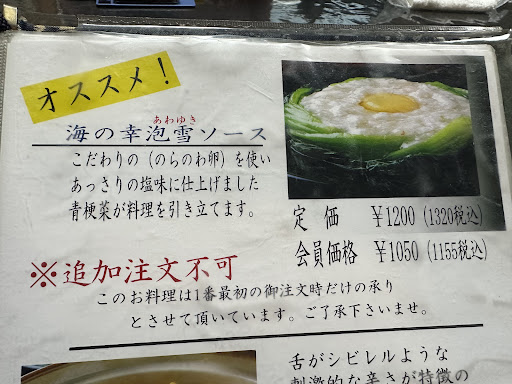 オススメ！
あわゆき
海の幸泡雪ソース
こだわりの（のらのわ卵）を使い
あっさりの塩味に仕上げました
青梗菜が料理を引き立てます。
定　価　￥1200（1320税込）
会員価格　￥1050（1155税込）
※追加注文不可
このお料理は1番最初の御注文時だけの承り
とさせて頂いています。ご了承下さいませ。
舌がシビレルような
刺激的な辛さが特徴の